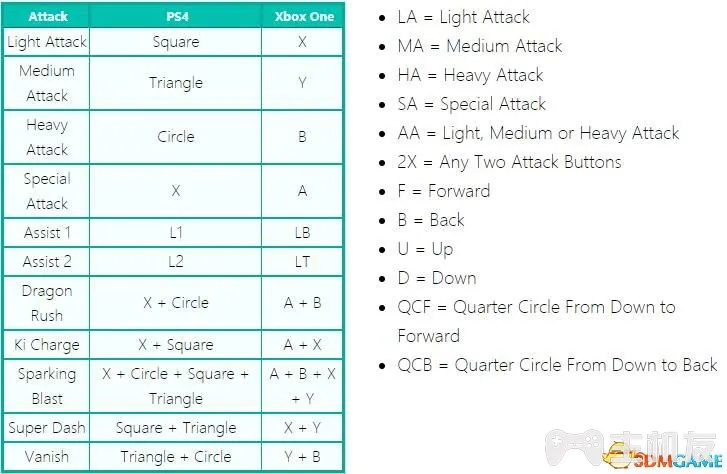 Attack PS4 Xbox One
Light Attack Square X
Medium
Attack Triangle Y
Heavy
Attack Circle B
Special
Attack X A
Assist 1 L1 LB
Assist 2 L2 LT
Dragon
Rush X + Circle A + B
Ki Charge X + Square A + X
Sparking
Blast X + Circle + Square +
Triangle A + B + X
+ Y
Super Dash Square + Triangle X + Y
Vanish Triangle + Circle Y + B
LA = Light Attack
MA = Medium Attack
HA = Heavy Attack
SA = Special Attack
AA = Light, Medium or Heavy Attack
2X = Any Two Attack Buttons
F = Forward
B = Back
U = Up
D = Down
QCF = Quarter Circle From Down to
Forward
QCB = Quarter Circle From Down to Back
手机友
3DMGAME